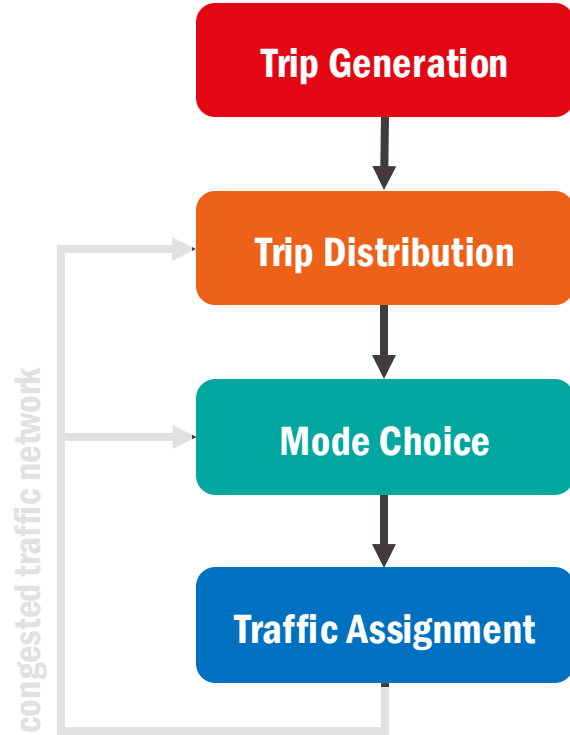 Trip Generation
Trip Distribution
Mode Choice
Traffic Assignment
congested traffic network